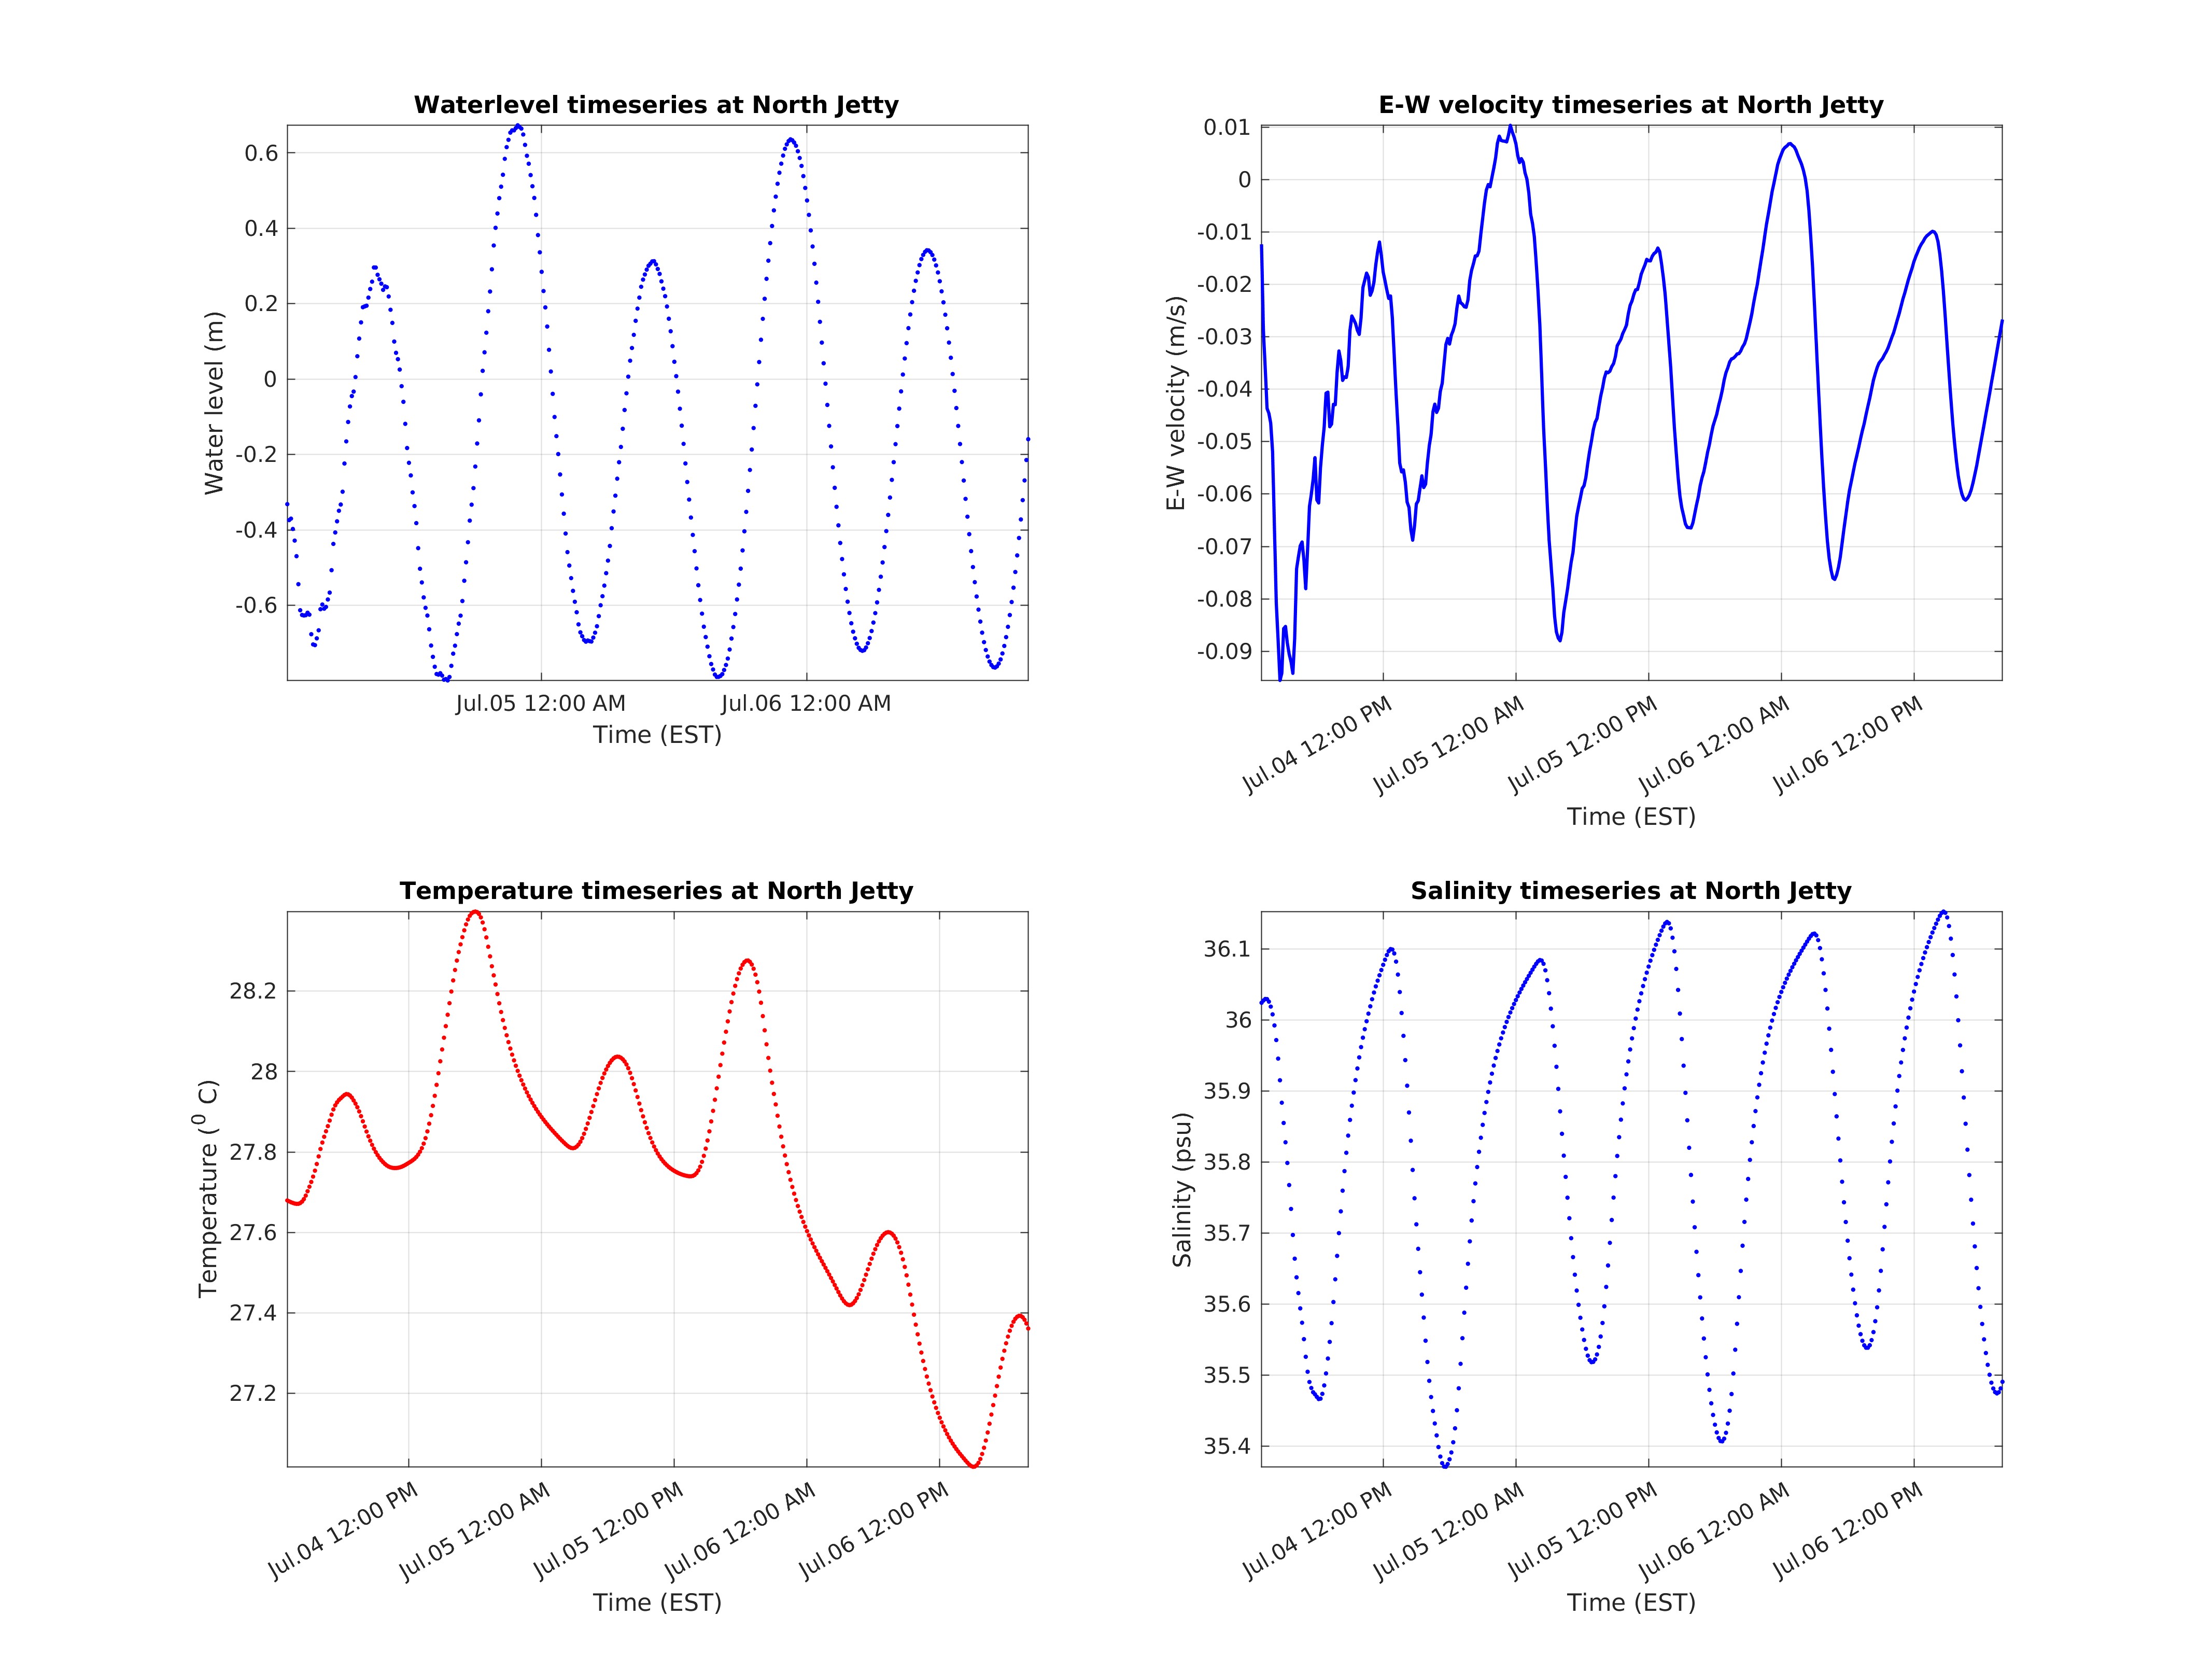 Waterlevel timeseries at North Jetty
0.6
0.4
0.2
0
-0.2
-0.4
-0.6
Water level (m)
Jul.05 12:00 AM
Jul.06 12:00 AM
Time (EST)
E-W velocity timeseries at North Jetty
0.01
0
-0.01
-0.02
-0.03
-0.04
-0.05
-0.06
-0.07
-0.08
-0.09
E-W velocity (m/s)
Jul.04 12:00 PM
Jul.05 12:00 AM
Jul.05 12:00 PM
Jul.06 12:00 AM
Jul.06 12:00 PM
Time (EST)
Temperature timeseries at North Jetty
28.2
28
27.8
27.6
27.4
27.2
Temperature (⁰ C)
Jul.04 12:00 PM
Jul.05 12:00 AM
Jul.05 12:00 PM
Jul.06 12:00 AM
Jul.06 12:00 PM
Time (EST)
Salinity timeseries at North Jetty
36.1
36
35.9
35.8
35.7
35.6
35.5
35.4
Salinity (psu)
Jul.04 12:00 PM
Jul.05 12:00 AM
Jul.05 12:00 PM
Jul.06 12:00 AM
Jul.06 12:00 PM
Time (EST)